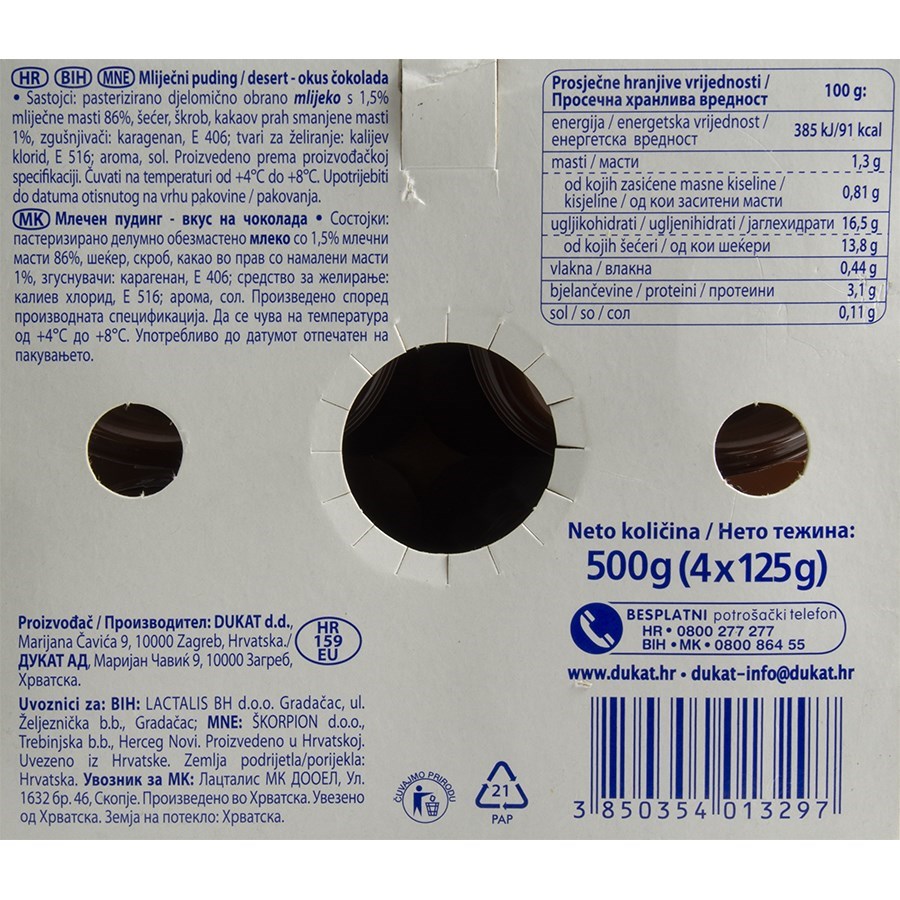 HR BIH MNE Mliječni puding / desert - okus čokolada
• Sastojci: pasterizirano djelomično obrano mlijeko s 1,5%
mliječne masti 86%, šećer, škrob, kakaov prah smanjene masti
1%, zgušnjivači: karagenan, E 406; tvari za želiranje: kalijev
klorid, E 516; aroma, sol. Proizvedeno prema proizvođačkoj
specifikaciji. Čuvati na temperaturi od +4°C do +8°C. Upotrijebiti
do datuma otisnutog na vrhu pakovine / pakovanja.
MK Млечен пудинг - вкус на чоколада • Состојки:
пастеризирано делумно обезмастено млеко со 1,5% млечни
масти 86%, шеќер, скроб, какао во прав со намалени масти
1%, згуснувачи: карагенан, Е 406; средство за желирање:
калиев хлорид, Е 516; арома, сол. Произведено според
производната спецификација. Да се чува на температура
од +4°C до +8°C. Употребливо до датумот отпечатен на
пакувањето.
Prosječne hranjive vrijednosti /
Просечна хранлива вредност 100 g:
energija / energetska vrijednost /
енергетска вредност 385 kJ/91 kcal
masti / масти 1,3 g
od kojih zasićene masne kiseline /
kisjeline / од кои заситени масти 0,81 g
ugljikohidrati / ugljenihidrati / јаглехидрати 16,5 g
od kojih šećeri / од кои шеќери 13,8 g
vlakna / влакна 0,44 g
bjelančevine / proteini / протеини 3,1 g
sol / so / сол 0,11 g
Neto količina / Нето тежина:
500g (4x125g)
BESPLATNI potrošački telefon
HR • 0800 277 277
BIH • MK • 0800 864 55
www.dukat.hr • dukat-info@dukat.hr
Proizvođač / Производител: DUKAT d.d.,
Marijana Čavića 9, 10000 Zagreb, Hrvatska./
ДУКАТ АД, Маријан Чавиќ 9, 10000 Загреб,
Хрватска.
HR
159
EU
Uvoznici za: BIH: LACTALIS BH d.o.o. Gradačac, ul.
Željeznička b.b., Gradačac; MNE: ŠKORPION d.o.o.,
Trebinjska b.b., Herceg Novi. Proizvedeno u Hrvatskoj.
Uvezeno iz Hrvatske. Zemlja podrijetla/porijekla:
Hrvatska. Увозник за МК: Лацталис МК ДООЕЛ, Ул.
1632 бр. 46, Скопје. Произведено во Хрватска. Увезено
од Хрватска. Земја на потекло: Хрватска.
ČUVAJMO PRIRODU
21
PAP
3 850354 013297